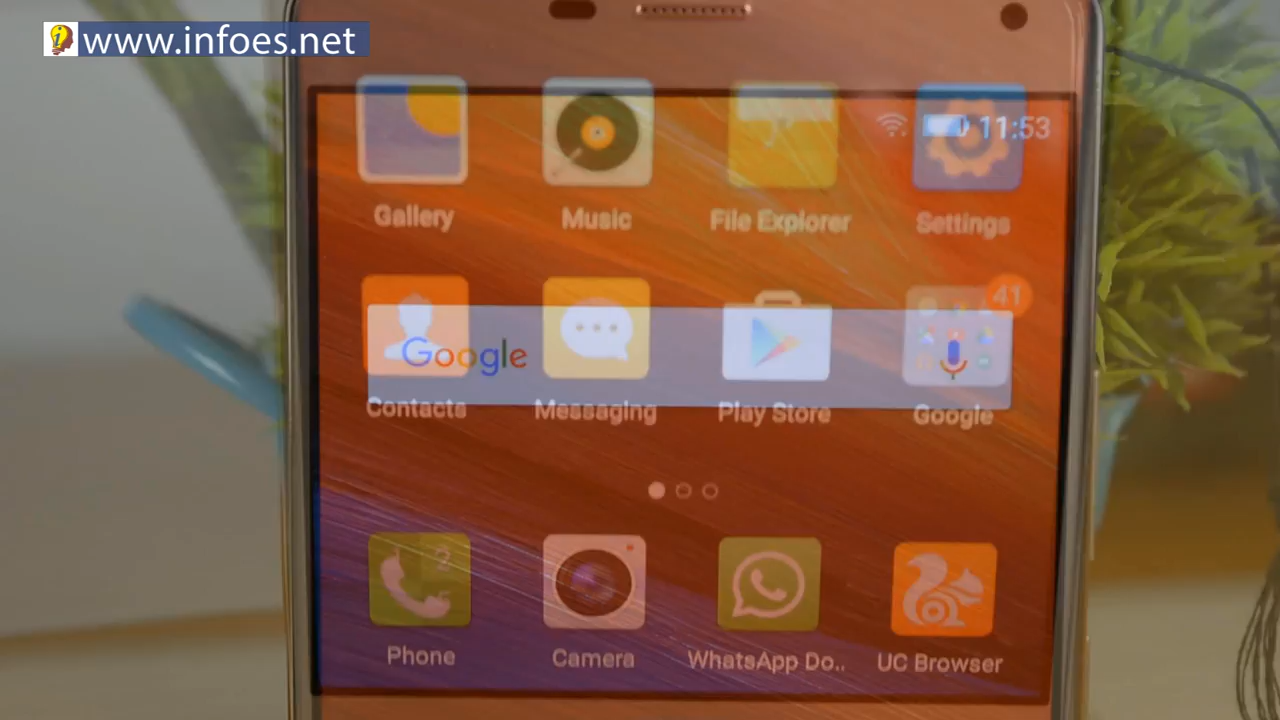 www.infoes.net
11:53
Gallery Music File Explorer Settings
41
Google
Contacts Messaging Play Store Google
2
Phone Camera WhatsApp Do.. UC Browser